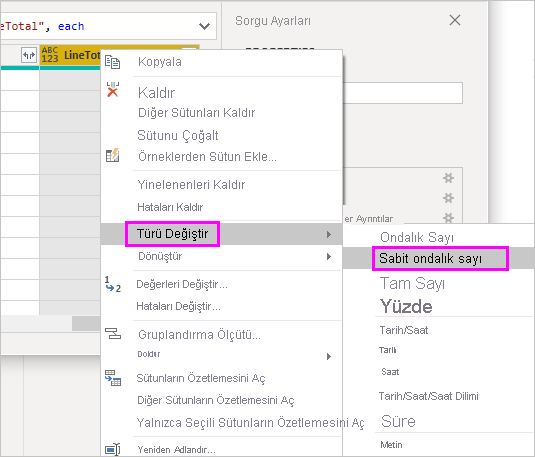 eTotal", each
Sorgu Ayarları
ABC
123
LineTot
Kopyala
Kaldır
Diğer Sütunları Kaldır
Sütunu Çoğalt
Örneklerden Sütun Ekle...
Yinelenenleri Kaldır
Hataları Kaldır
er Ayrıntılar
Türü Değiştir
Dönüştür
Değerleri Değiştir...
Hataları Değiştir...
Gruplandırma Ölçütü...
Doldır
Sütunların Özetlemesini Aç
Diğer Sütunların Özetlemesini Aç
Yalnızca Seçili Sütunların Özetlemesini Aç
Yeniden Adlandır...
Ondalık Sayı
Sabit ondalık sayı
Tam Sayı
Yüzde
Tarih/Saat
Tarlı
Saat
Tarih/Saat/Saat Dilimi
Süre
Metin